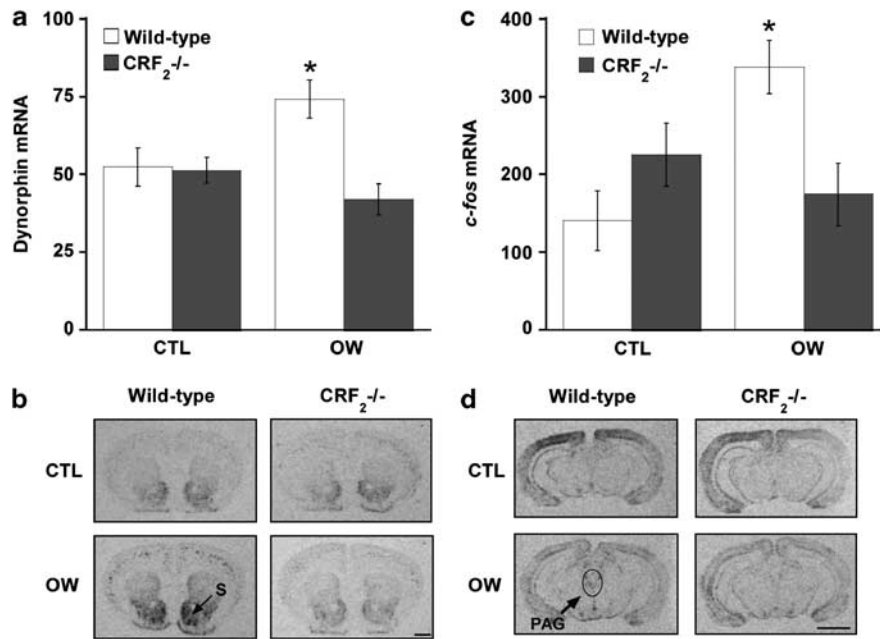 a
100
75
50
25
0
Dynorphin mRNA
Wild-type
CRF₂-/-
*
CTL
OW
c
400
300
200
100
0
c-fos mRNA
Wild-type
CRF₂-/-
*
CTL
OW
b
Wild-type
CRF₂-/-
CTL
OW
S
d
Wild-type
CRF₂-/-
CTL
OW
PAG